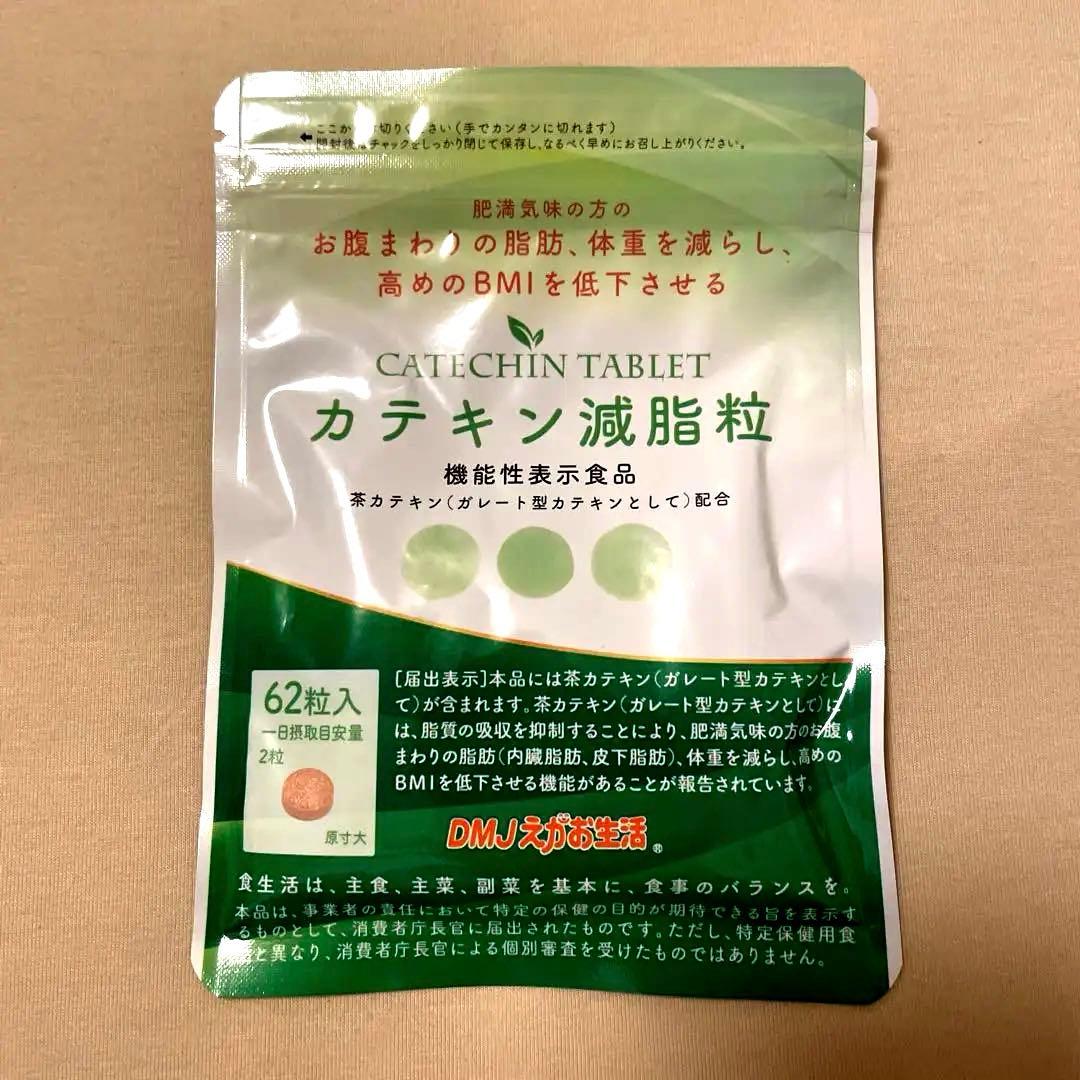 ここか 切りください(手でカンタンに切れます)
開封後はチャックをしっかり閉じて保存し、なるべく早めにお召し上がりください。
肥満気味の方の
お腹まわりの脂肪、体重を減らし、
高めのBMIを低下させる
CATECHIN TABLET
カテキン減脂粒
機能性表示食品
茶カテキン(ガレート型カテキンとして)配合
62粒入
一日摂取目安量
2粒
原寸大
[届出表示]本品には茶カテキン(ガレート型カテキンとし
て)が含まれます。茶カテキン(ガレート型カテキンとして)に
は、脂質の吸収を抑制することにより、肥満気味の方のお腹
まわりの脂肪(内臓脂肪、皮下脂肪)、体重を減らし、高めの
BMIを低下させる機能があることが報告されています。
DMJえがお生活®
食生活は、主食、主菜、副菜を基本に、食事のバランスを。
本品は、事業者の責任において特定の保健の目的が期待できる旨を表示す
るものとして、消費者庁長官に届出されたものです。ただし、特定保健用食
と異なり、消費者庁長官による個別審査を受けたものではありません。